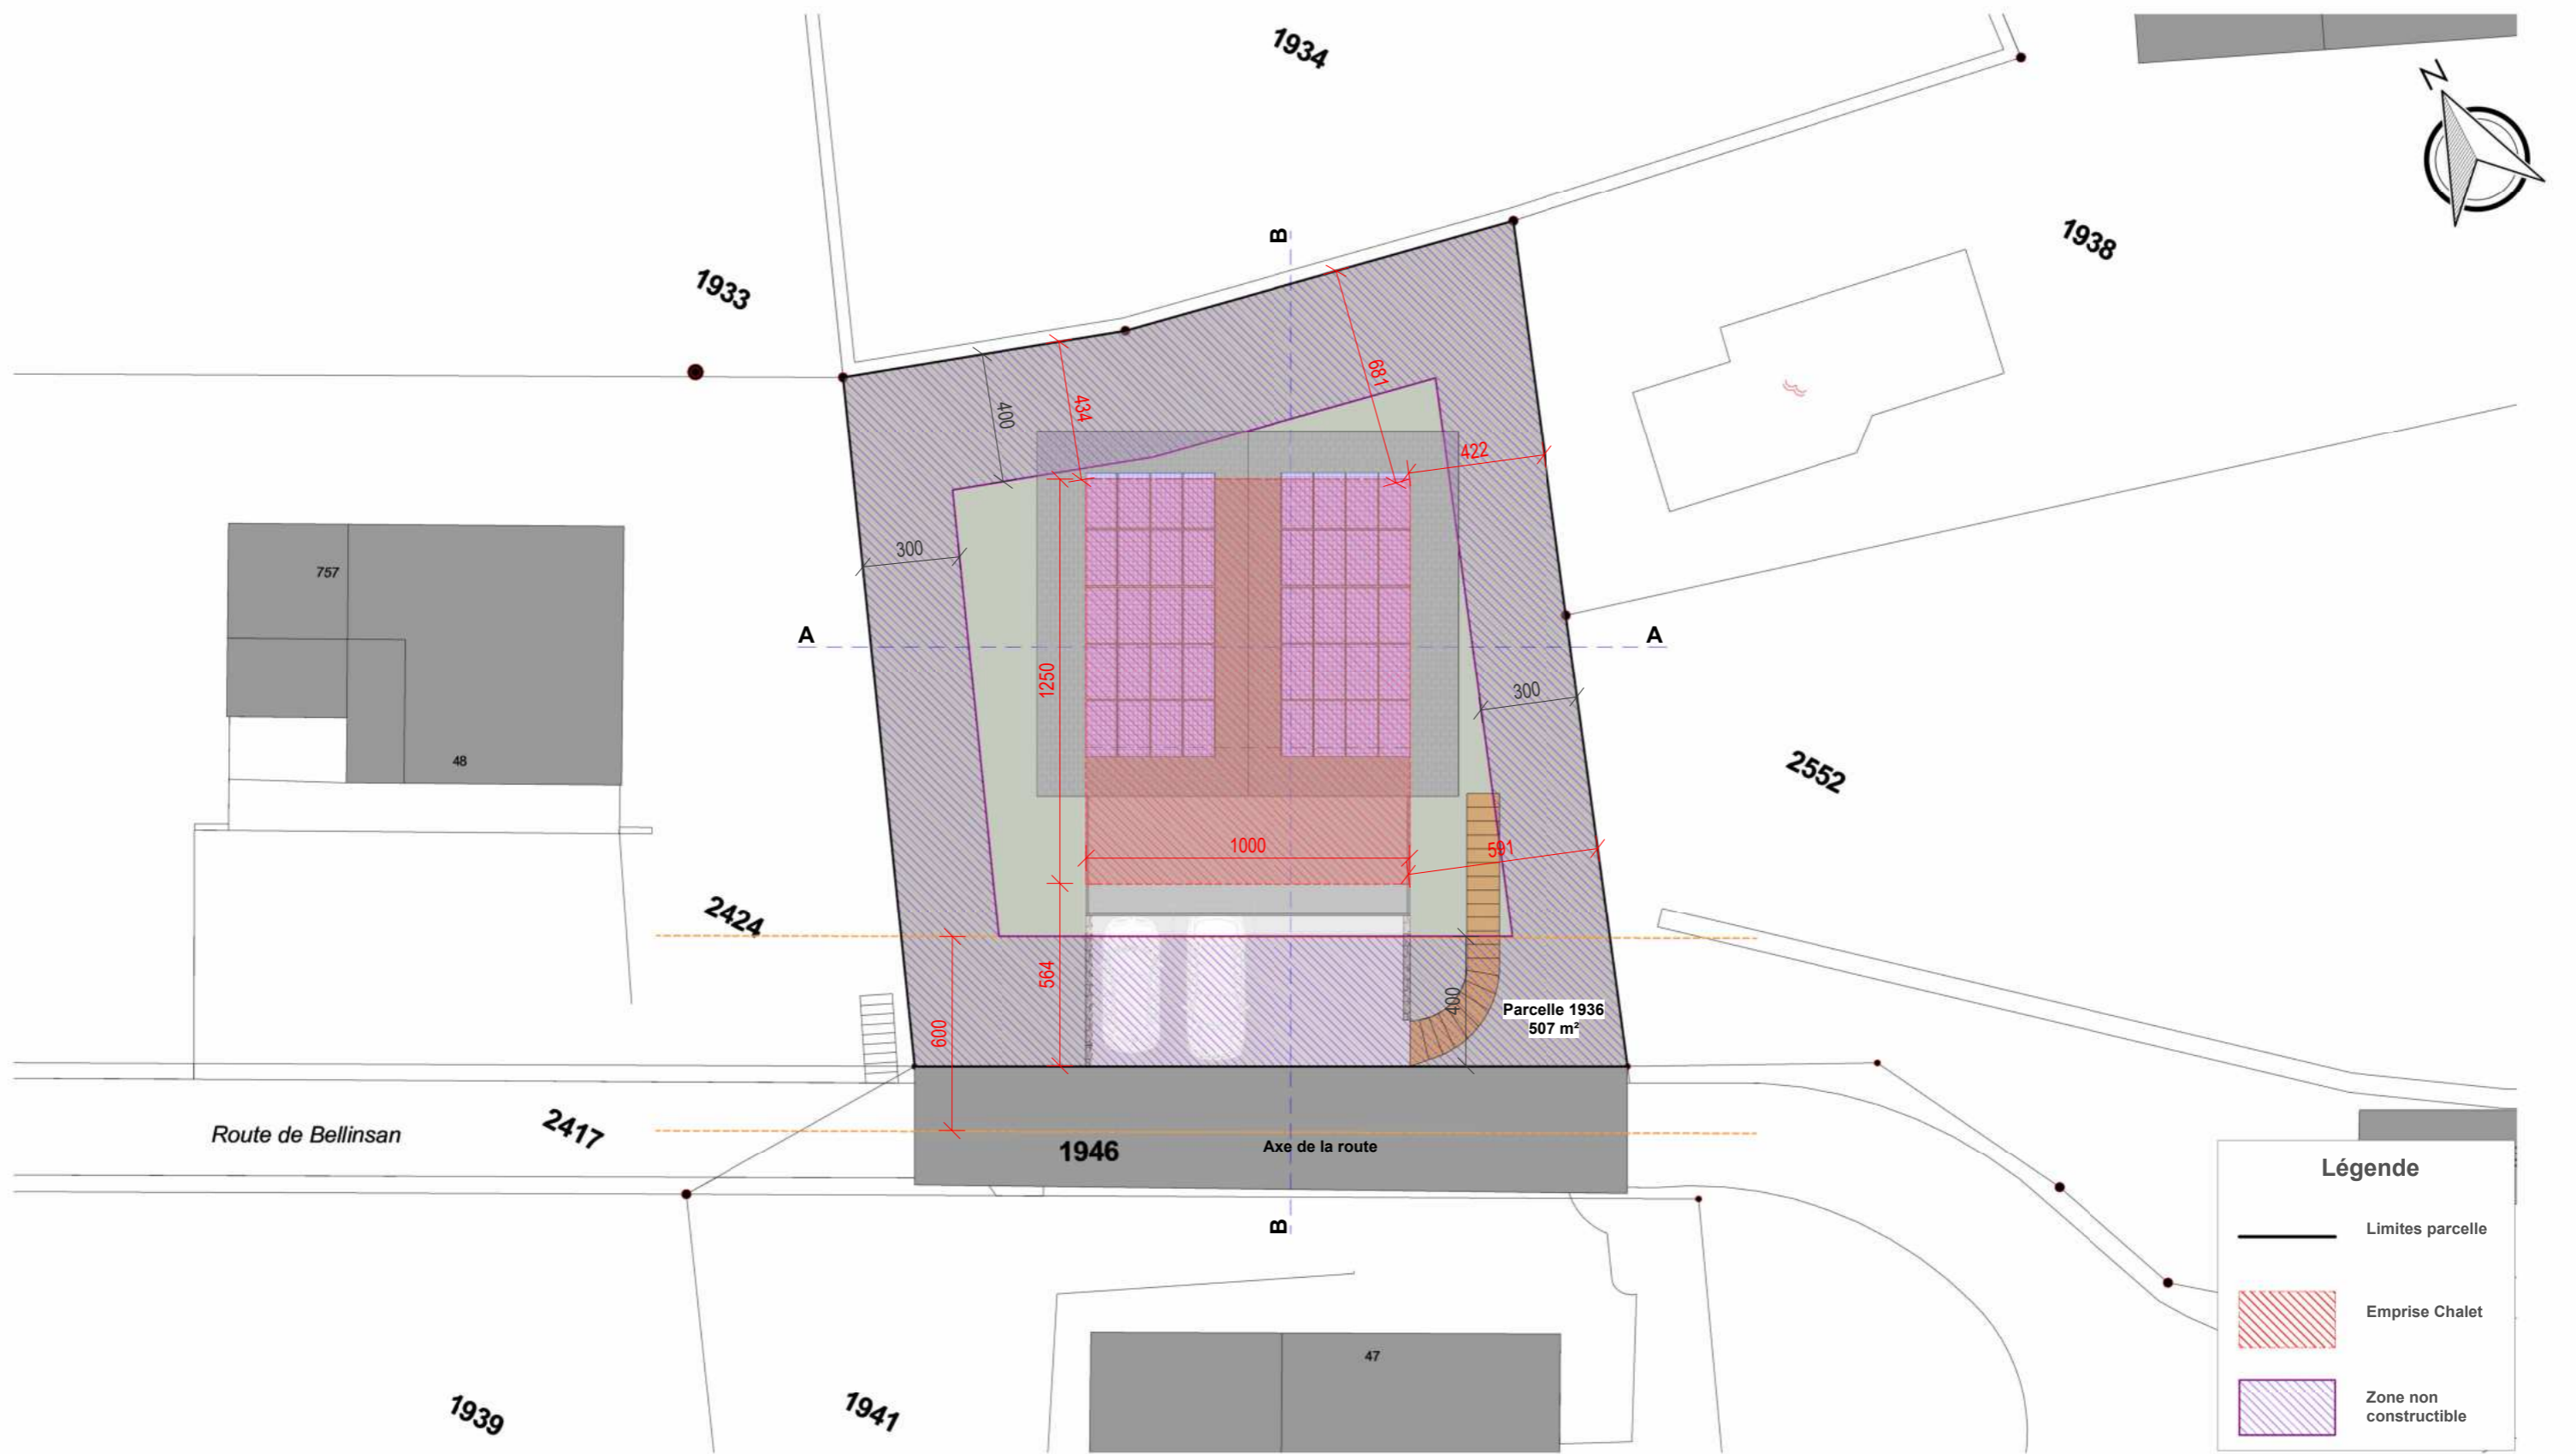 1934
N
1938
B
1933
681
434
400
422
300
757
A
A
1250
300
48
2552
1000
591
2424
564
400
600
Parcelle 1936
507 m²
Route de Bellinsan
2417
1946
Axe de la route
B
Légende
Limites parcelle
Emprise Chalet
Zone non
constructible
47
1939
1941